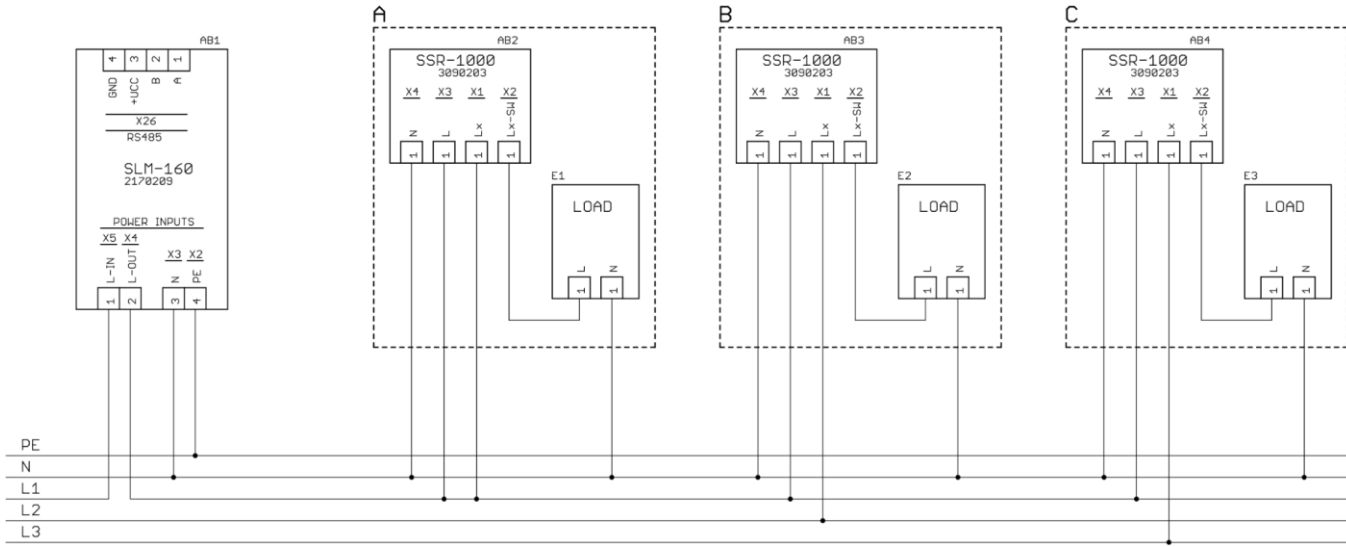 AB1
4 3 2 1
GND +UCC B A
X26
RS485
SLM-160
2170209
POWER INPUTS
X5 X4 X3 X2
L-IN L-OUT N PE
1 2 3 4
A
AB2
SSR-1000
3090203
X4 X3 X1 X2
N L Lx Lx-SW
1 1 1 1
E1
LOAD
L N
1 1
B
AB3
SSR-1000
3090203
X4 X3 X1 X2
N L Lx Lx-SW
1 1 1 1
E2
LOAD
L N
1 1
C
AB4
SSR-1000
3090203
X4 X3 X1 X2
N L Lx Lx-SW
1 1 1 1
E3
LOAD
L N
1 1
PE
N
L1
L2
L3